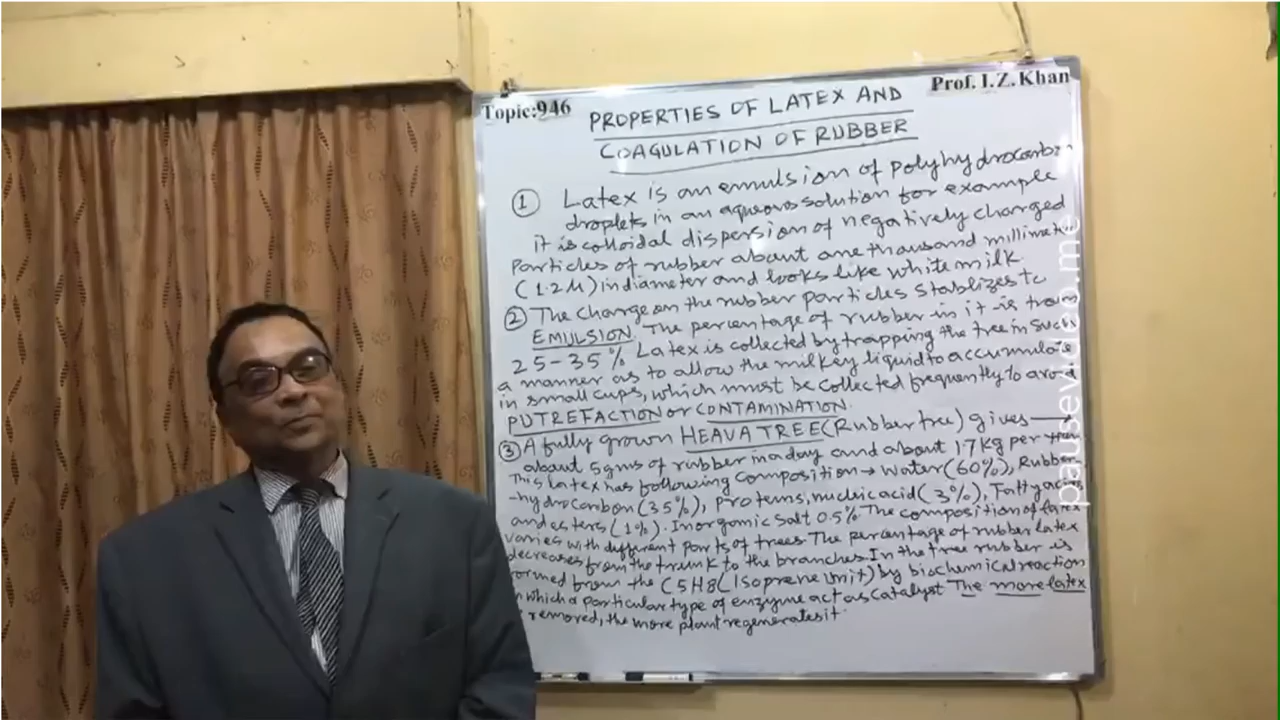 Topic:946
Prof. I.Z. Khan
PROPERTIES OF LATEX AND
COAGULATION OF RUBBER
① Latex is an emulsion of polyhydrocarbon
droplets in an aqueous solution for example
it is colloidal dispersion of negatively charged
particles of rubber about one thousand
(1.2 in diameter and looks like white milk
② The charge on the rubber particles stablizes
EMULSION. The percentage of rubber in it is
25-35% Latex is collected by trapping the tree in such
a manner as to allow the milkey liquid to accumulate
in small cups, which must be collected frequently to avoid
PUTREFACTION or CONTAMINATION.
③ A fully grown HEAVA TREE (Rubber tree) gives
about 5gms of rubber in a day and about 1.7 kg per
This latex has following composition → Water (60%), Rubber
-hydrocarbon (35%), Proteins, nucleic acid (3%), Fatty acids
and esters (1%). Inorganic Salt 0.5%. The composition of latex
varies with different parts of trees. The percentage of rubber latex
decreases from the trunk to the branches. In the tree rubber is
formed from the C5H8 (Isoprene unit) by biochemical reaction
in which a particular type of enzyme act as catalyst The more latex
removed, the more plant regenerates it
pausevideo.me